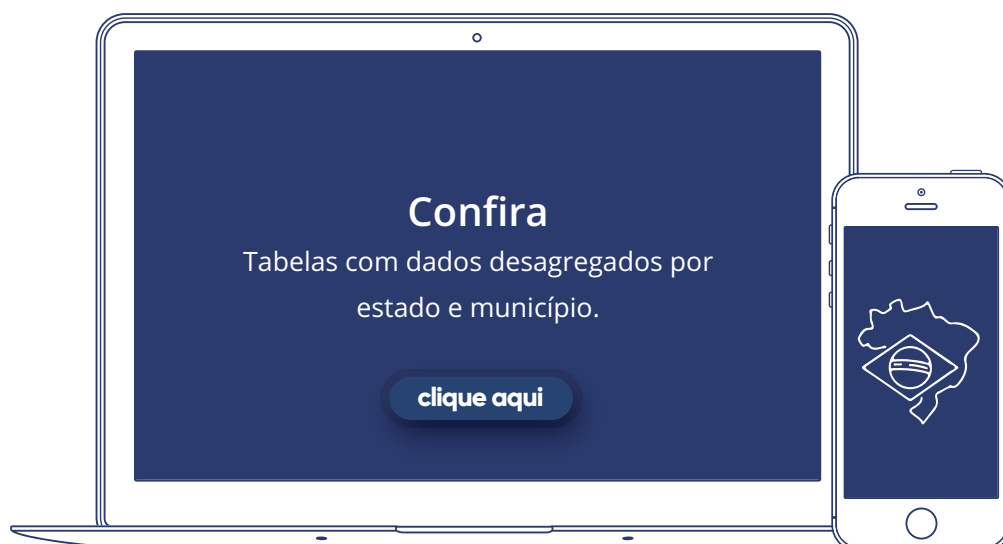 Confira
Tabelas com dados desagregados por
estado e município.
clique aqui